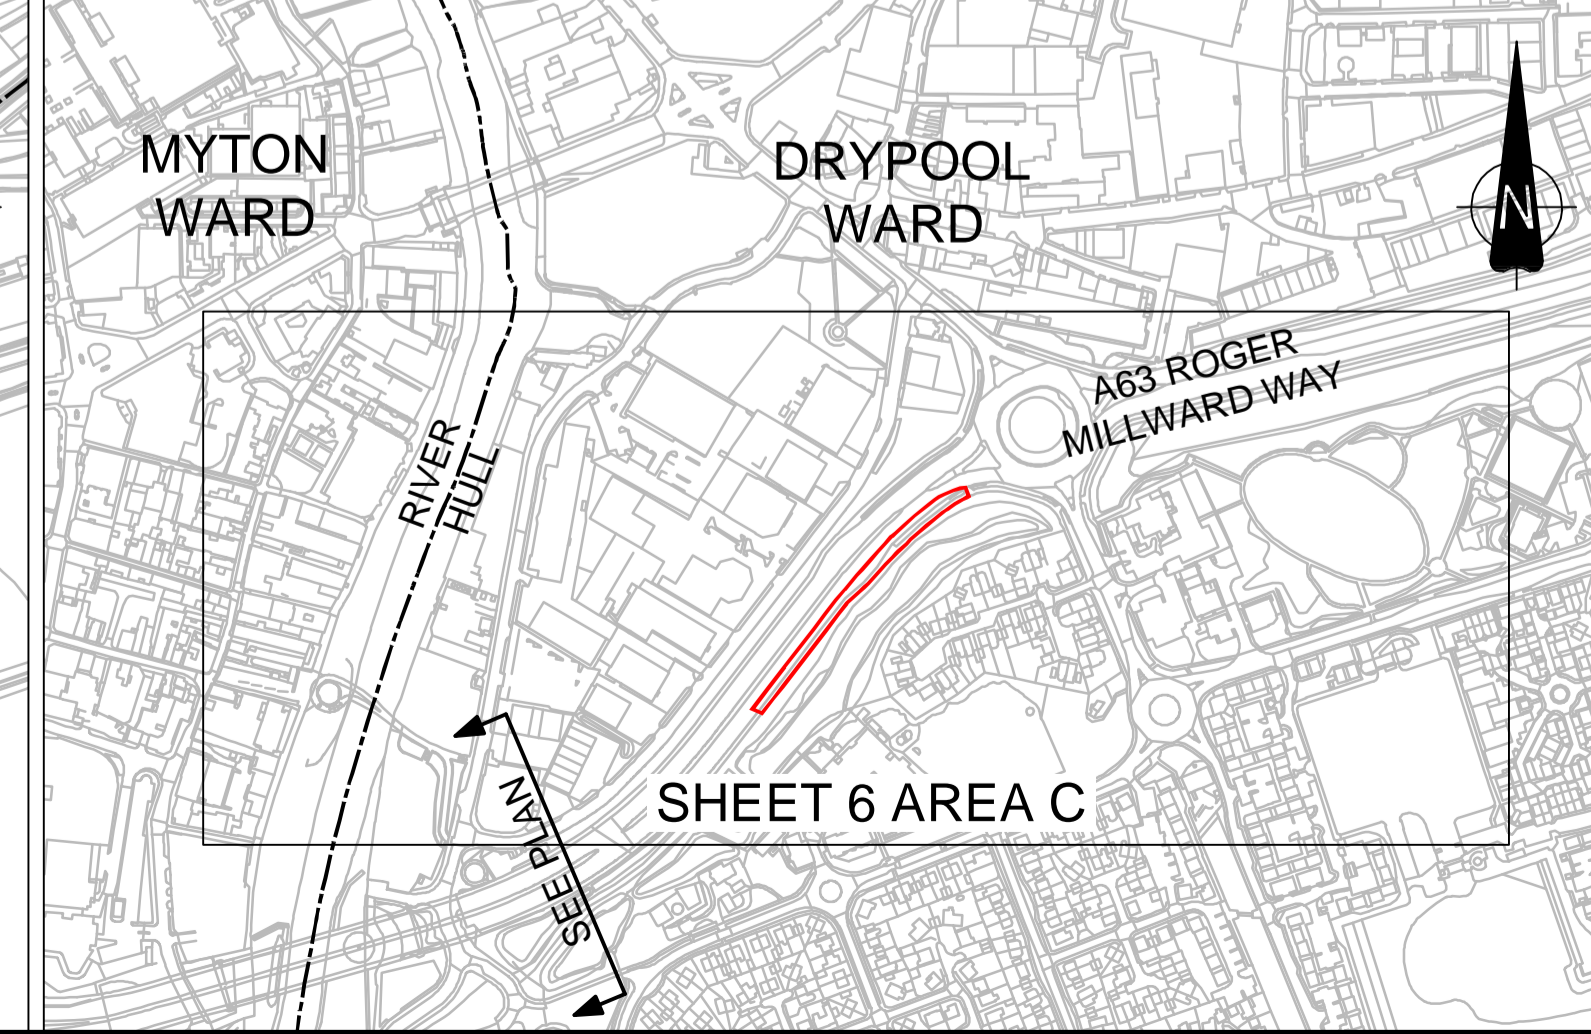 MYTON
WARD
DRYPOOL
WARD
N
A63 ROGER
MILLWARD WAY
RIVER
HULL
SEE PLAN
SHEET 6 AREA C